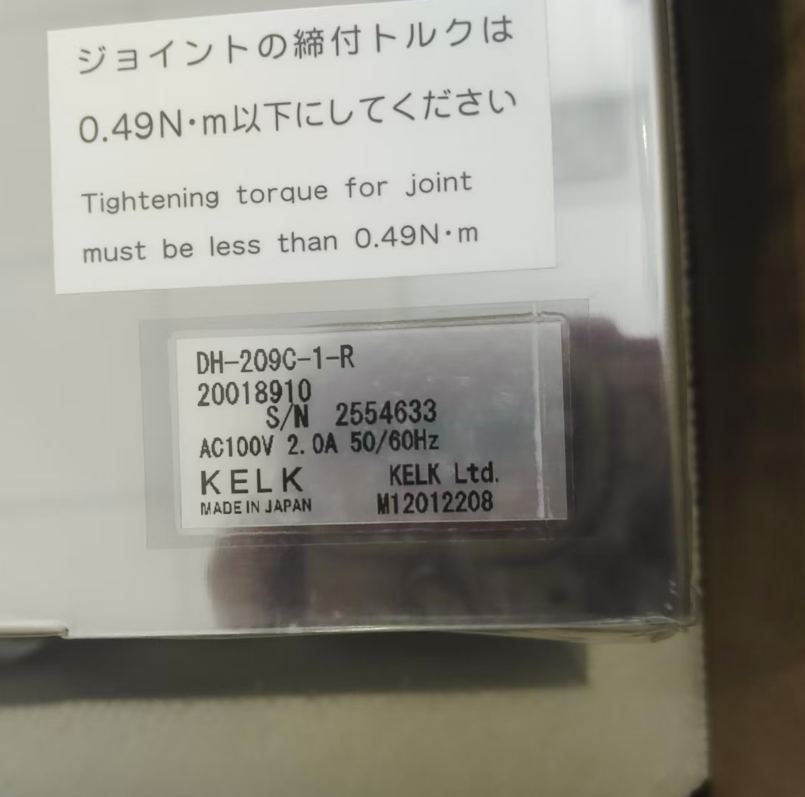 ジョイントの締付トルクは
0.49N·m以下にしてください
Tightening torque for joint
must be less than 0.49N·m
DH-209C-1-R
20018910
S/N 2554633
AC100V 2.0A 50/60Hz
KELK KELK Ltd.
MADE IN JAPAN M12012208